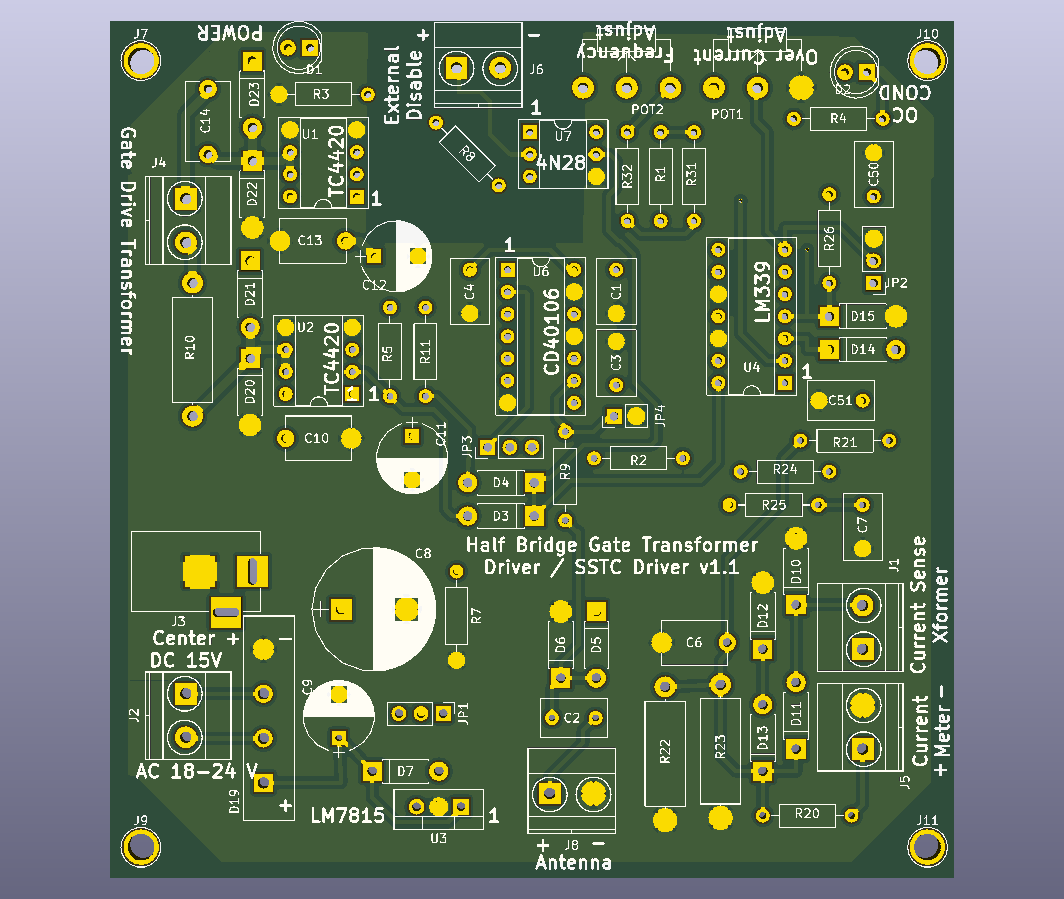 J7
POWER
D1
External
Disable
+
-
J6
Frequency
Adjust
Over Current
Adjust
J10
D2
OC
COND
D23
C14
R3
U1
TC4420
1
R8
1
U7
4N28
POT2
POT1
R4
R32
R1
R31
C50
Gate Drive Transformer
J4
D22
C13
C12
C4
1
U6
CD40106
C1
C3
LM339
U4
1
R26
JP2
D15
D14
C51
D21
R10
U2
TC4420
1
R5
R11
D20
C10
C11
JP3
JP4
R9
R2
R21
R24
R25
D4
D3
C7
Half Bridge Gate Transformer
Driver / SSTC Driver v1.1
C8
J3
Center +
DC 15V
R7
D6
D5
D10
D12
C6
J1
Current Sense
Xformer
J2
AC 18-24 V
D19
-
+
C9
JP1
D7
LM7815
1
U3
C2
R22
R23
D13
D11
Current
+ Meter -
J5
R20
J9
J8
+
-
Antenna
J11